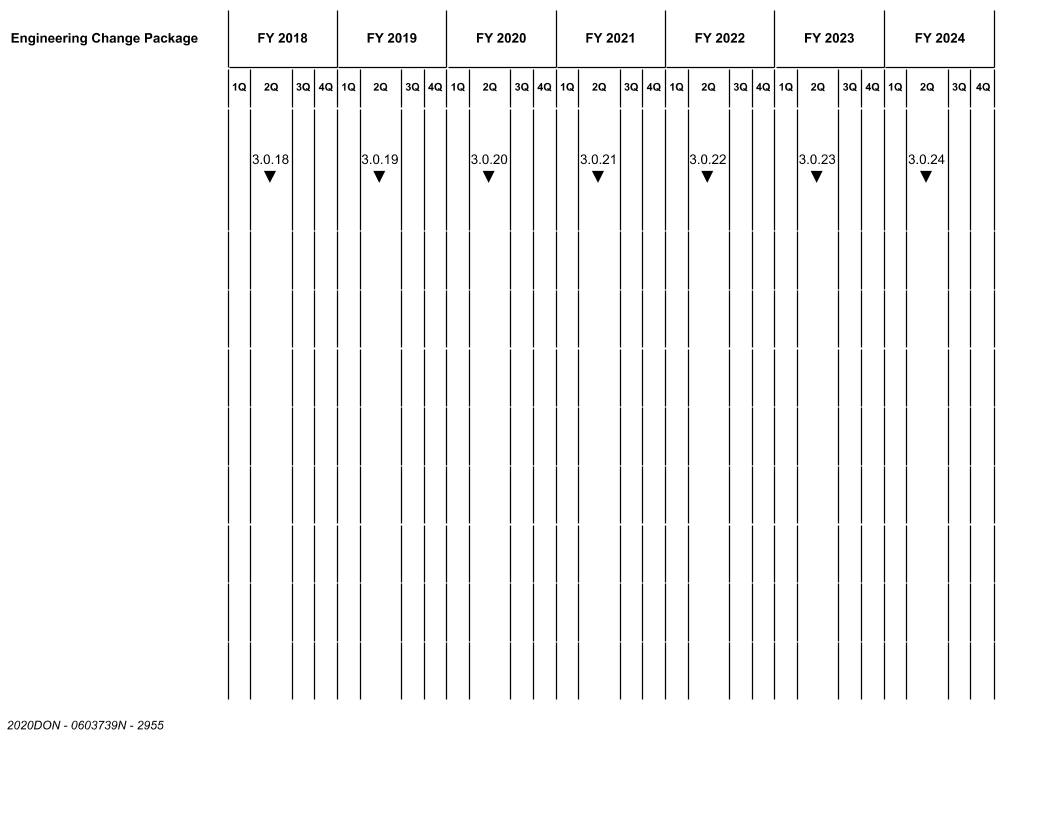 Engineering Change Package FY 2018 FY 2019 FY 2020 FY 2021 FY 2022 FY 2023 FY 2024
1Q 2Q 3Q 4Q 1Q 2Q 3Q 4Q 1Q 2Q 3Q 4Q 1Q 2Q 3Q 4Q 1Q 2Q 3Q 4Q 1Q 2Q 3Q 4Q 1Q 2Q 3Q 4Q
3.0.18 3.0.19 3.0.20 3.0.21 3.0.22 3.0.23 3.0.24
2020DON - 0603739N - 2955